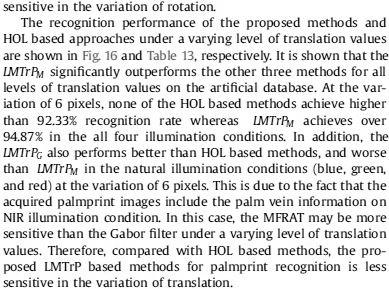 sensitive in the variation of rotation.
The recognition performance of the proposed methods and
HOL based approaches under a varying level of translation values
are shown in Fig. 16 and Table 13, respectively. It is shown that the
LMTrP_M significantly outperforms the other three methods for all
levels of translation values on the artificial database. At the var-
iation of 6 pixels, none of the HOL based methods achieve higher
than 92.33% recognition rate whereas LMTrP_M achieves over
94.87% in the all four illumination conditions. In addition, the
LMTrP_G also performs better than HOL based methods, and worse
than LMTrP_M in the natural illumination conditions (blue, green,
and red) at the variation of 6 pixels. This is due to the fact that the
acquired palmprint images include the palm vein information on
NIR illumination condition. In this case, the MFRAT may be more
sensitive than the Gabor filter under a varying level of translation
values. Therefore, compared with HOL based methods, the pro-
posed LMTrP based methods for palmprint recognition is less
sensitive in the variation of translation.